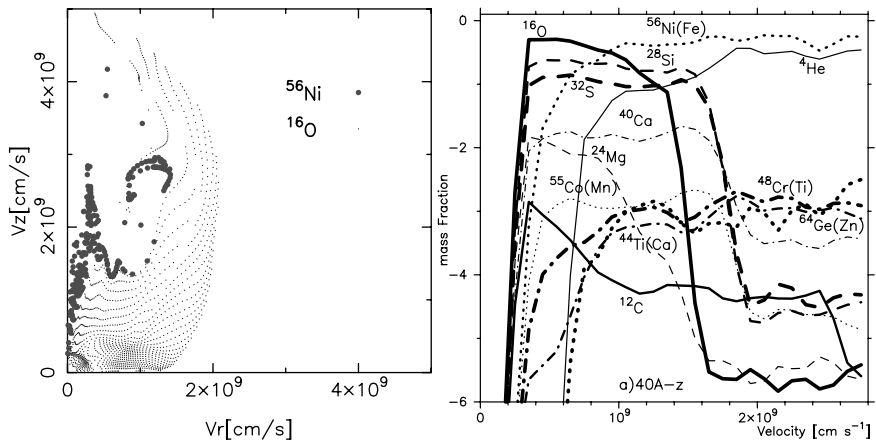 4×10⁹
2×10⁹
0
Vz[cm/s]
⁵⁶Ni
¹⁶O
0
2×10⁹
4×10⁹
Vr[cm/s]
0
−2
−4
−6
mass Fraction
¹⁶O
⁵⁶Ni(Fe)
²⁸Si
⁴He
³²S
⁴⁰Ca
²⁴Mg
⁵⁵Co(Mn)
⁴⁸Cr(Ti)
⁶⁴Ge(Zn)
⁴⁴Ti(Ca)
¹²C
a)40A−z
0
10⁹
2×10⁹
Velocity [cm s⁻¹]